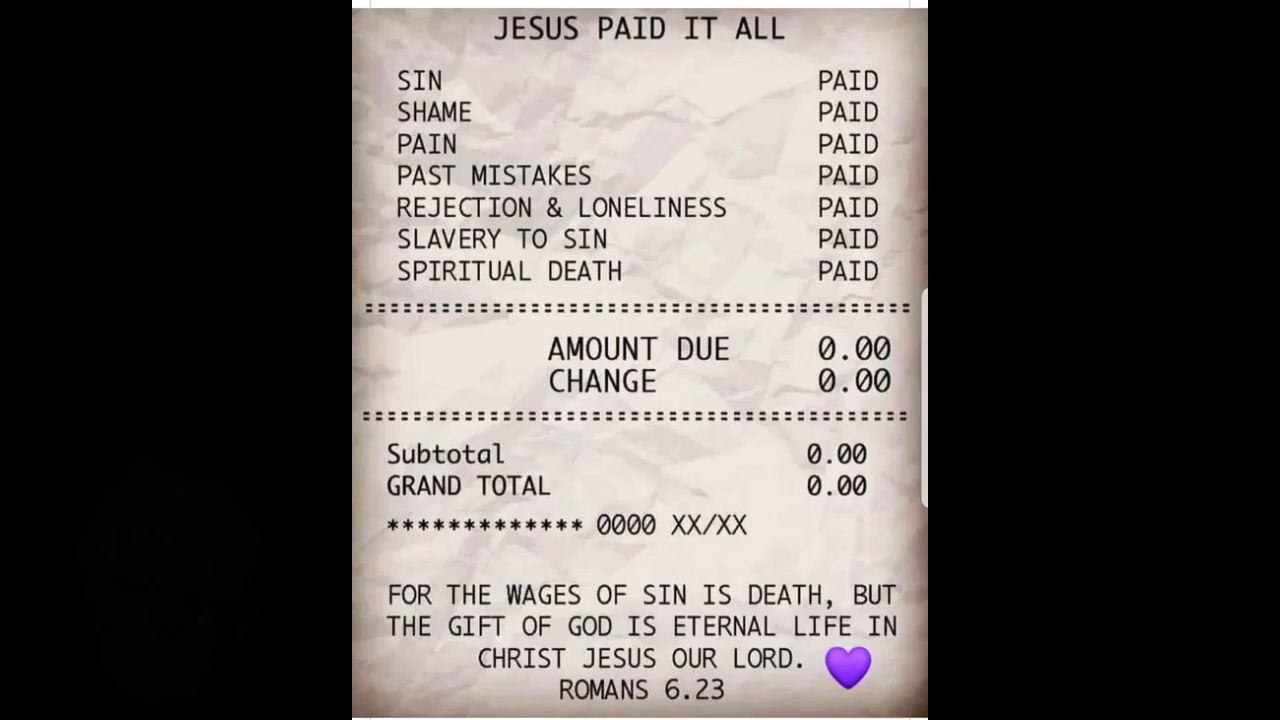 JESUS PAID IT ALL
SIN PAID
SHAME PAID
PAIN PAID
PAST MISTAKES PAID
REJECTION & LONELINESS PAID
SLAVERY TO SIN PAID
SPIRITUAL DEATH PAID
AMOUNT DUE 0.00
CHANGE 0.00
Subtotal 0.00
GRAND TOTAL 0.00
************* 0000 XX/XX
FOR THE WAGES OF SIN IS DEATH, BUT
THE GIFT OF GOD IS ETERNAL LIFE IN
CHRIST JESUS OUR LORD. 💜
ROMANS 6.23